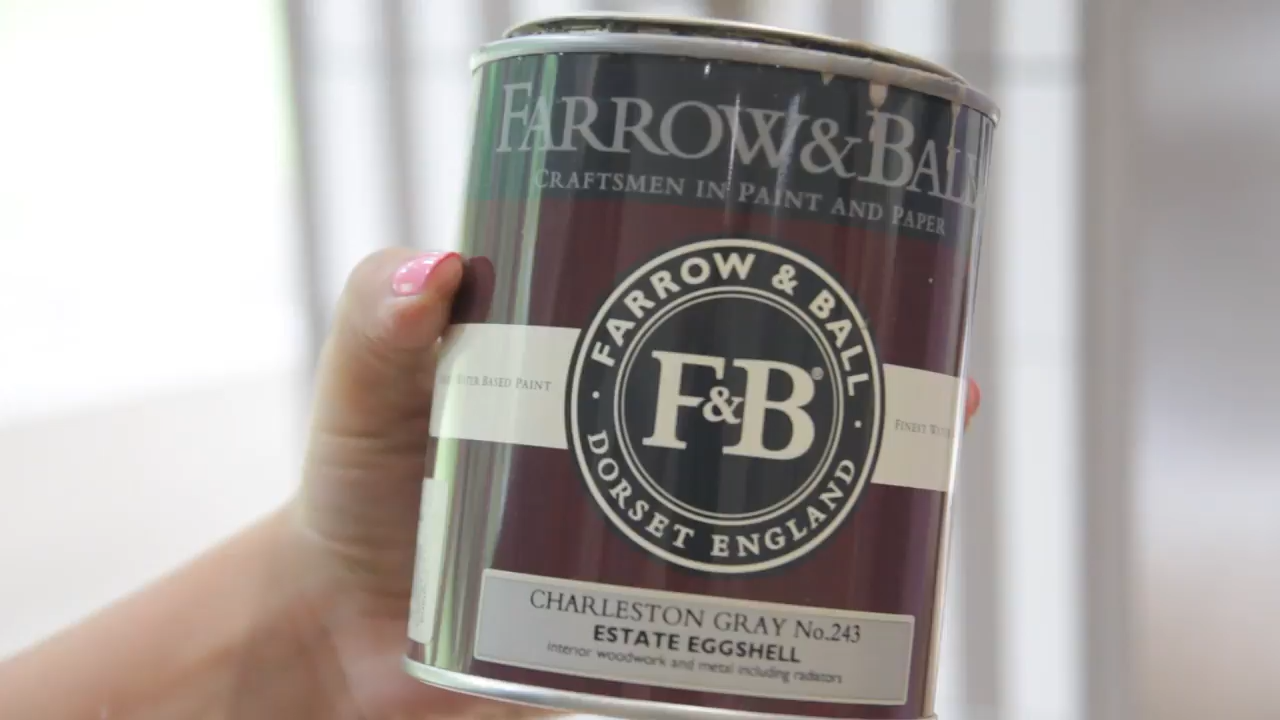 FARROW & BALL
CRAFTSMEN IN PAINT AND PAPER
FARROW & BALL
F&B®
DORSET ENGLAND
BASED PAINT
FINEST
CHARLESTON GRAY No.243
ESTATE EGGSHELL
interior woodwork and metal including radiators